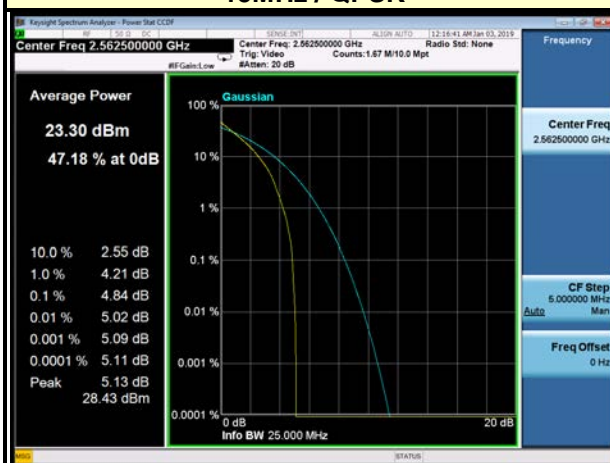 Keysight Spectrum Analyzer - Power Stat CCDF
RF 50 Ω DC SENSE:INT ALIGN AUTO 12:16:41 AM Jan 03, 2019
Center Freq 2.562500000 GHz
Center Freq: 2.562500000 GHz Radio Std: None
Trig: Video Counts:1.67 M/10.0 Mpt
#IFGain:Low #Atten: 20 dB
Frequency
Average Power
23.30 dBm
47.18 % at 0dB
10.0 % 2.55 dB
1.0 % 4.21 dB
0.1 % 4.84 dB
0.01 % 5.02 dB
0.001 % 5.09 dB
0.0001 % 5.11 dB
Peak 5.13 dB
28.43 dBm
Gaussian
100 %
10 %
1 %
0.1 %
0.01 %
0.001 %
0.0001 %
0 dB 20 dB
Info BW 25.000 MHz
Center Freq
2.562500000 GHz
CF Step
5.000000 MHz
Auto Man
Freq Offset
0 Hz
MSG STATUS